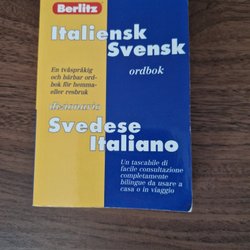 Berlitz
Italiensk
Svensk
ordbok
En tvåspråkig
och bärbar ord-
bok för hemma-
eller resbruk
dizionario
Svedese
Italiano
Un tascabile di
facile consultazione
completamente
bilingue da usare a
casa o in viaggio